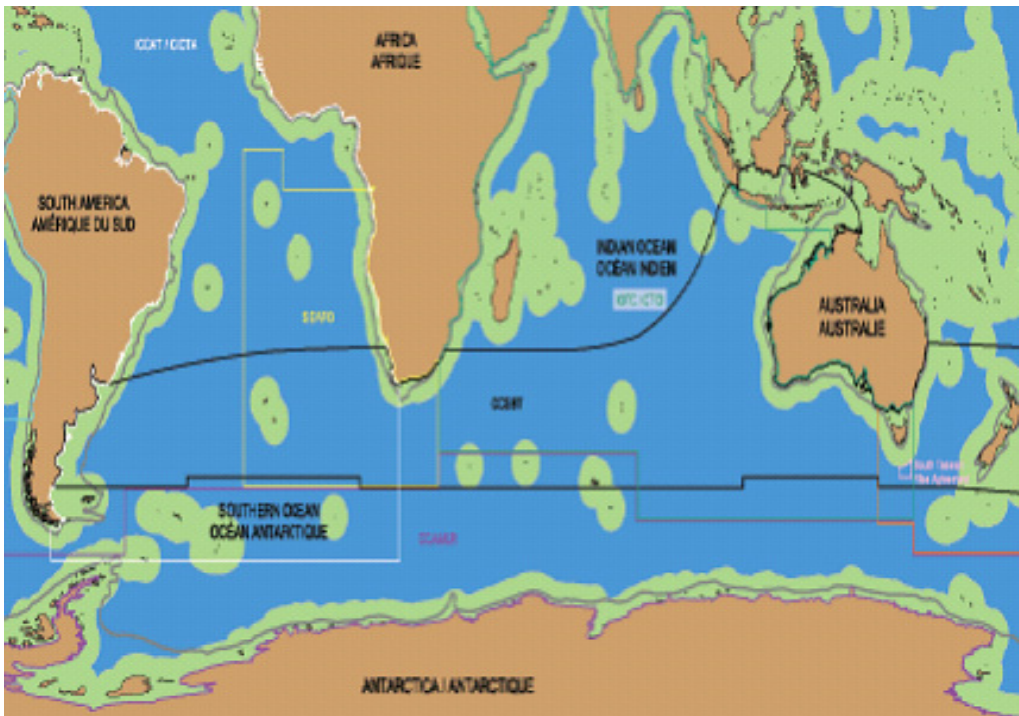 ICCAT / CICTA
AFRICA
AFRIQUE
SOUTH AMERICA
AMÉRIQUE DU SUD
INDIAN OCEAN
OCÉAN INDIEN
IOTC / CTOI
SEAFO
AUSTRALIA
AUSTRALIE
CCSBT
SOUTHERN OCEAN
OCÉAN ANTARCTIQUE
CCAMLR
ANTARCTICA / ANTARCTIQUE